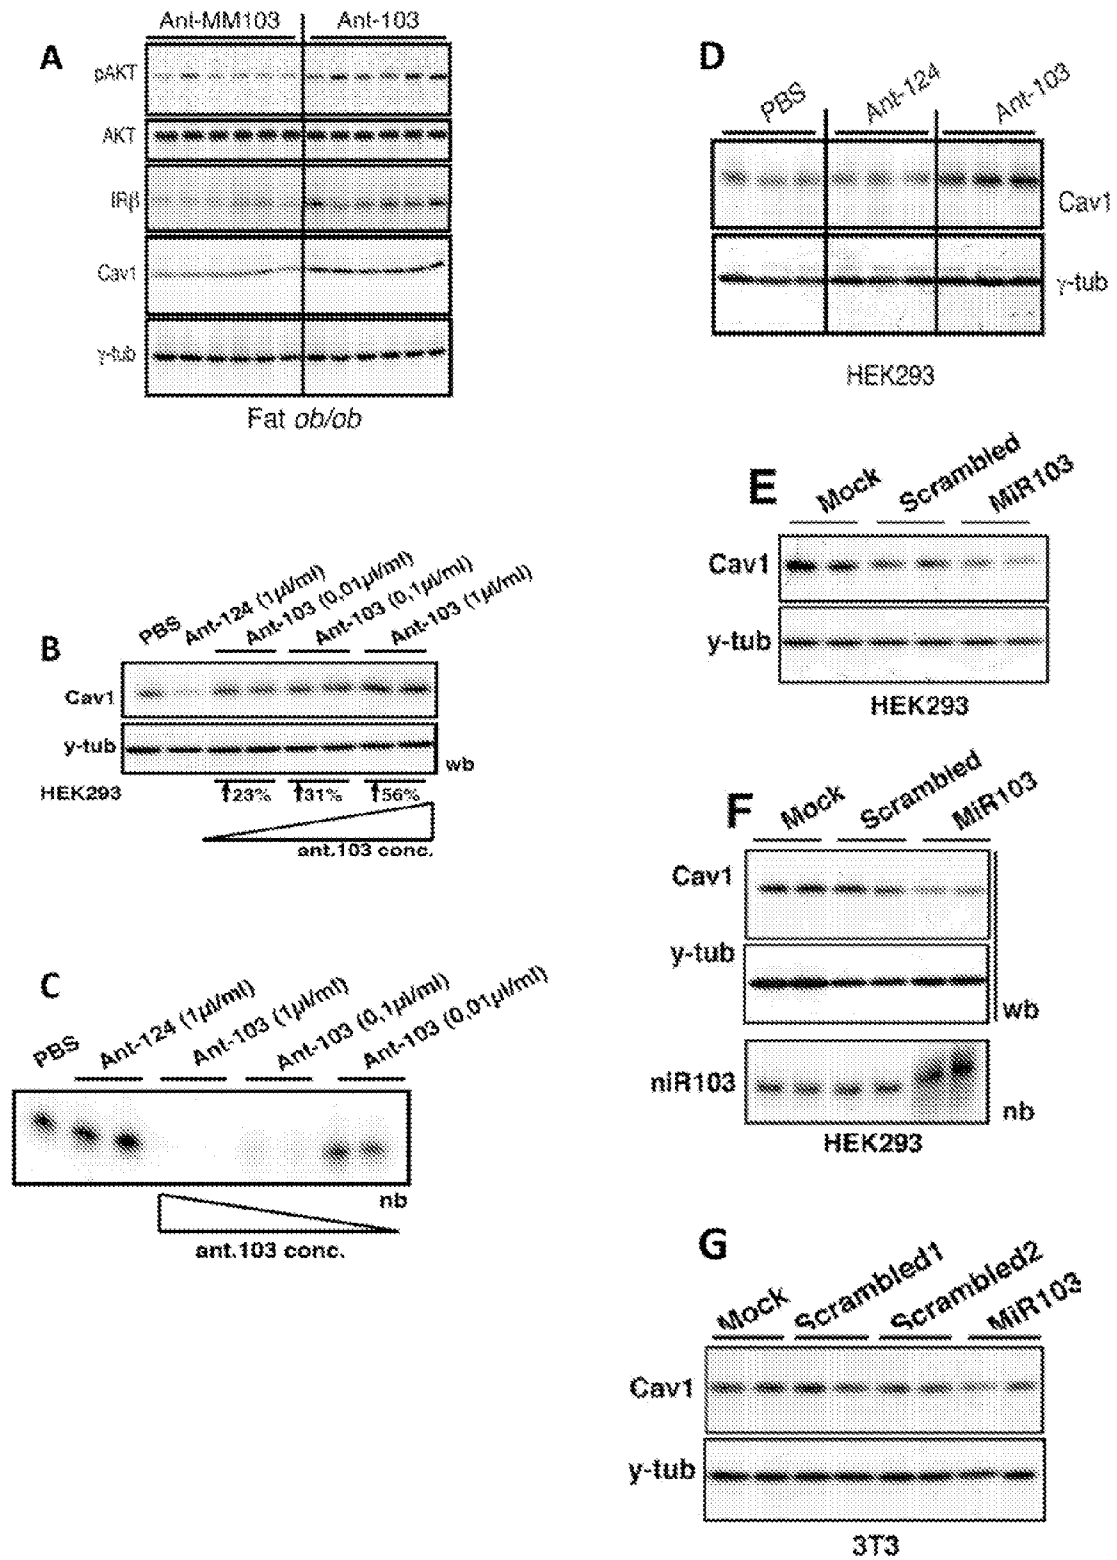 A
Ant-MM103 Ant-103
pAKT
AKT
IRβ
Cav1
γ-tub
Fat ob/ob
B
PBS
Ant-124 (1µl/ml)
Ant-103 (0,01µl/ml)
Ant-103 (0,1µl/ml)
Ant-103 (1µl/ml)
Cav1
y-tub
wb
HEK293 23% 31% 56%
ant.103 conc.
C
PBS
Ant-124 (1µl/ml)
Ant-103 (1µl/ml)
Ant-103 (0,1µl/ml)
Ant-103 (0,01µl/ml)
nb
ant.103 conc.
D
PBS Ant-124 Ant-103
Cav1
γ-tub
HEK293
E
Mock Scrambled MiR103
Cav1
y-tub
HEK293
F
Mock Scrambled MiR103
Cav1
y-tub
wb
niR103
nb
HEK293
G
Mock Scrambled1 Scrambled2 MiR103
Cav1
y-tub
3T3